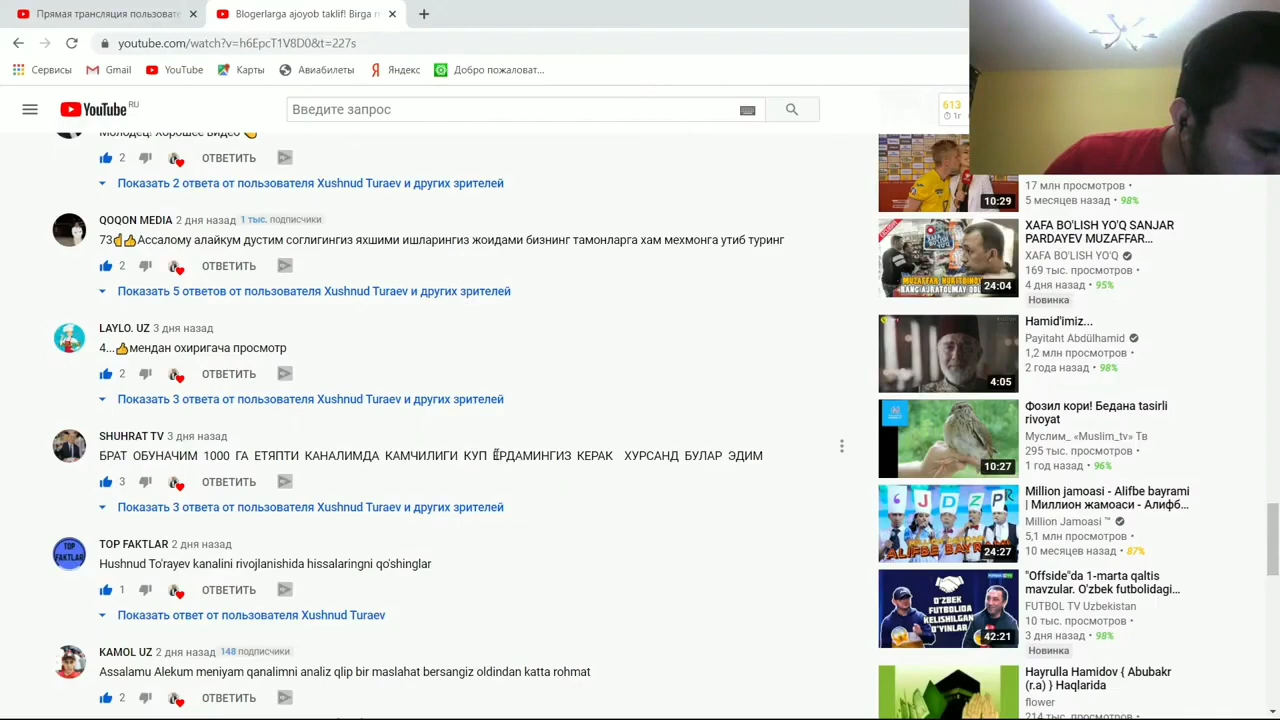 Прямая трансляция пользовате
Blogerlarga ajoyob taklif! Birga r
youtube.com/watch?v=h6EpcT1V8D0&t=227s
Сервисы
Gmail
YouTube
Карты
Авиабилеты
Яндекс
Добро пожаловат...
YouTube RU
Введите запрос
613
1г
Молодец! Хорошее видео
2 ОТВЕТИТЬ
Показать 2 ответа от пользователя Xushnud Turaev и других зрителей
QOQON MEDIA 2 дня назад 1 тыс. подписчики
73☝👍Ассалому алайкум дустим соглигингиз яхшими ишларингиз жоидами бизнинг тамонларга хам мехмонга утиб туринг
2 ОТВЕТИТЬ
Показать 5 ответов от пользователя Xushnud Turaev и других зрителей
LAYLO. UZ 3 дня назад
4...👍мендан охиригача просмотр
2 ОТВЕТИТЬ
Показать 3 ответа от пользователя Xushnud Turaev и других зрителей
SHUHRAT TV 3 дня назад
БРАТ ОБУНАЧИМ 1000 ГА ЕТЯПТИ КАНАЛИМДА КАМЧИЛИГИ КУП ЁРДАМИНГИЗ КЕРАК ХУРСАНД БУЛАР ЭДИМ
3 ОТВЕТИТЬ
Показать 3 ответа от пользователя Xushnud Turaev и других зрителей
TOP FAKTLAR
TOP FAKTLAR 2 дня назад
Hushnud To'rayev kanalini rivojlanishida hissalaringni qo'shinglar
1 ОТВЕТИТЬ
Показать ответ от пользователя Xushnud Turaev
KAMOL UZ 2 дня назад 148 подписчики
Assalamu Alekum meniyam qanalimni analiz qlip bir maslahat bersangiz oldindan katta rohmat
2 ОТВЕТИТЬ
10:29
17 млн просмотров •
5 месяцев назад • 98%
24:04
XAFA BO'LISH YO'Q SANJAR
PARDAYEV MUZAFFAR...
XAFA BO'LISH YO'Q
169 тыс. просмотров •
4 дня назад • 95%
Новинка
4:05
Hamid'imiz...
Payitaht Abdülhamid
1,2 млн просмотров •
2 года назад • 98%
10:27
Фозил кори! Бедана tasirli
rivoyat
Муслим_ «Muslim_tv» Тв
295 тыс. просмотров •
1 год назад • 96%
J D Z P
ALIFBE BAYRAMI
24:27
Million jamoasi - Alifbe bayrami
| Миллион жамоаси - Алифб...
Million Jamoasi ™
5,1 млн просмотров •
10 месяцев назад • 87%
O'ZBEK
FUTBOLIDA
KELISHILGAN
O'YINLAR
42:21
"Offside"da 1-marta qaltis
mavzular. O'zbek futbolidagi...
FUTBOL TV Uzbekistan
10 тыс. просмотров •
3 дня назад • 98%
Новинка
Hayrulla Hamidov { Abubakr
(r.a) } Haqlarida
flower
214 тыс. просмотров •